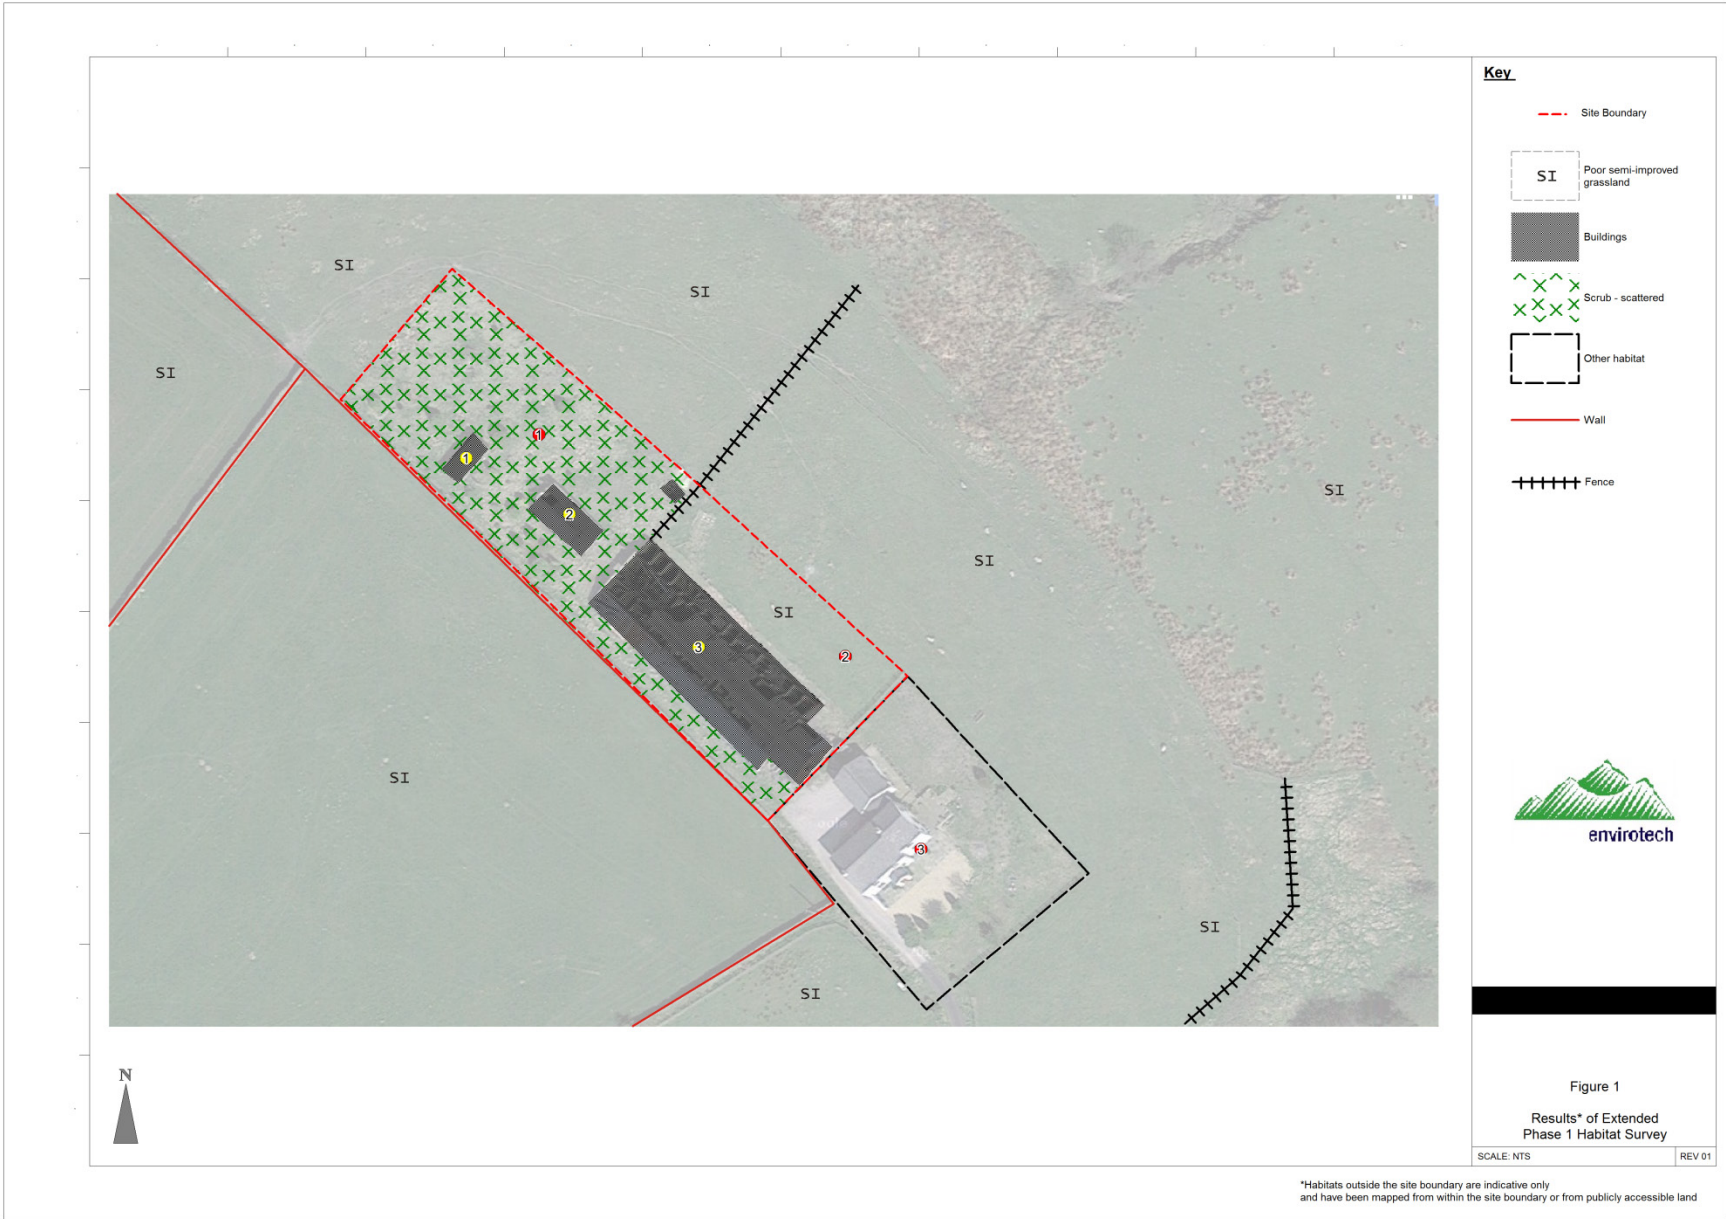 Key
Site Boundary
SI
Poor semi-improved
grassland
Buildings
Scrub - scattered
Other habitat
Wall
Fence
SI
SI
SI
SI
SI
SI
SI
SI
SI
1
1
2
3
2
3
envirotech
N
Figure 1
Results* of Extended
Phase 1 Habitat Survey
SCALE: NTS
REV 01
*Habitats outside the site boundary are indicative only
and have been mapped from within the site boundary or from publicly accessible land